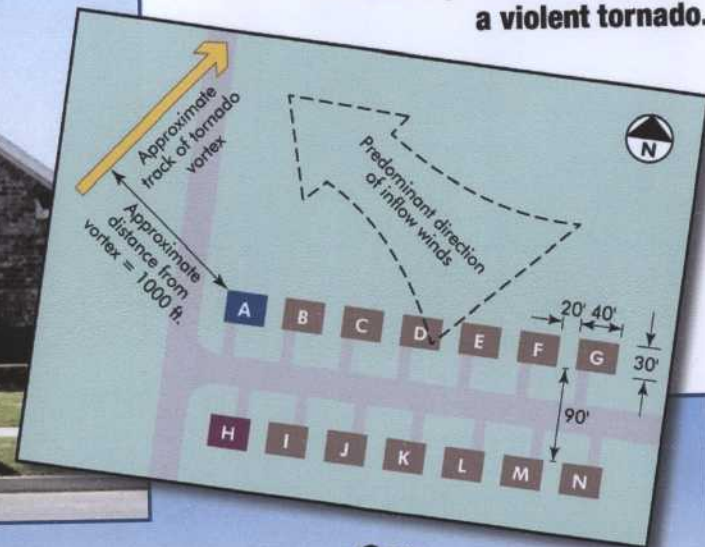 a violent tornado.
Approximate
track of tornado
vortex
Predominant direction
of inflow winds
N
Approximate
distance from
vortex = 1000 ft.
A
B
C
D
E
F
G
20' 40'
30'
90'
H
I
J
K
L
M
N